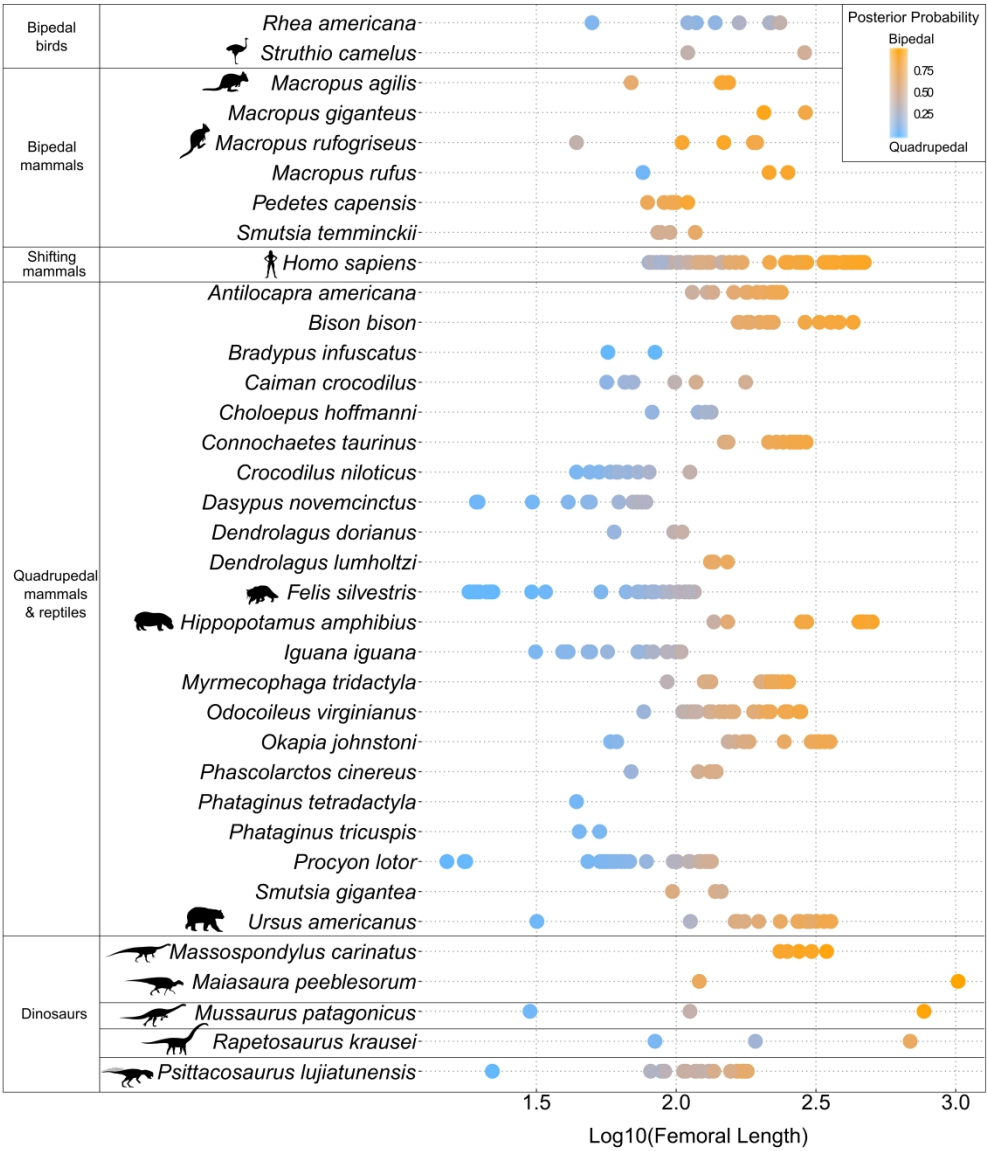 Bipedal
birds
Rhea americana
Struthio camelus
Posterior Probability
Bipedal
0.75
0.50
0.25
Quadrupedal
Bipedal
mammals
Macropus agilis
Macropus giganteus
Macropus rufogriseus
Macropus rufus
Pedetes capensis
Smutsia temminckii
Shifting
mammals
Homo sapiens
Quadrupedal
mammals
& reptiles
Antilocapra americana
Bison bison
Bradypus infuscatus
Caiman crocodilus
Choloepus hoffmanni
Connochaetes taurinus
Crocodilus niloticus
Dasypus novemcinctus
Dendrolagus dorianus
Dendrolagus lumholtzi
Felis silvestris
Hippopotamus amphibius
Iguana iguana
Myrmecophaga tridactyla
Odocoileus virginianus
Okapia johnstoni
Phascolarctos cinereus
Phataginus tetradactyla
Phataginus tricuspis
Procyon lotor
Smutsia gigantea
Ursus americanus
Dinosaurs
Massospondylus carinatus
Maiasaura peeblesorum
Mussaurus patagonicus
Rapetosaurus krausei
Psittacosaurus lujiatunensis
1.5 2.0 2.5 3.0
Log10(Femoral Length)